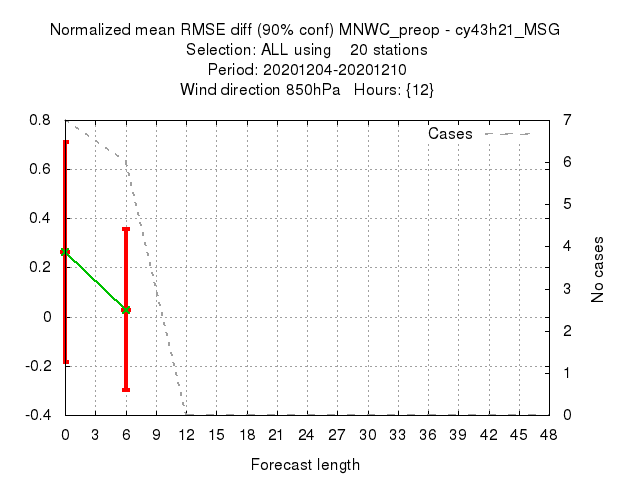 Normalized mean RMSE diff (90% conf) MNWC_preop - cy43h21_MSG
Selection: ALL using    20 stations
Period: 20201204-20201210
Wind direction 850hPa   Hours: {12}
0.8
0.6
0.4
0.2
0
-0.2
-0.4
Cases
7
6
5
4
3
2
1
0
No cases
0 3 6 9 12 15 18 21 24 27 30 33 36 39 42 45 48
Forecast length